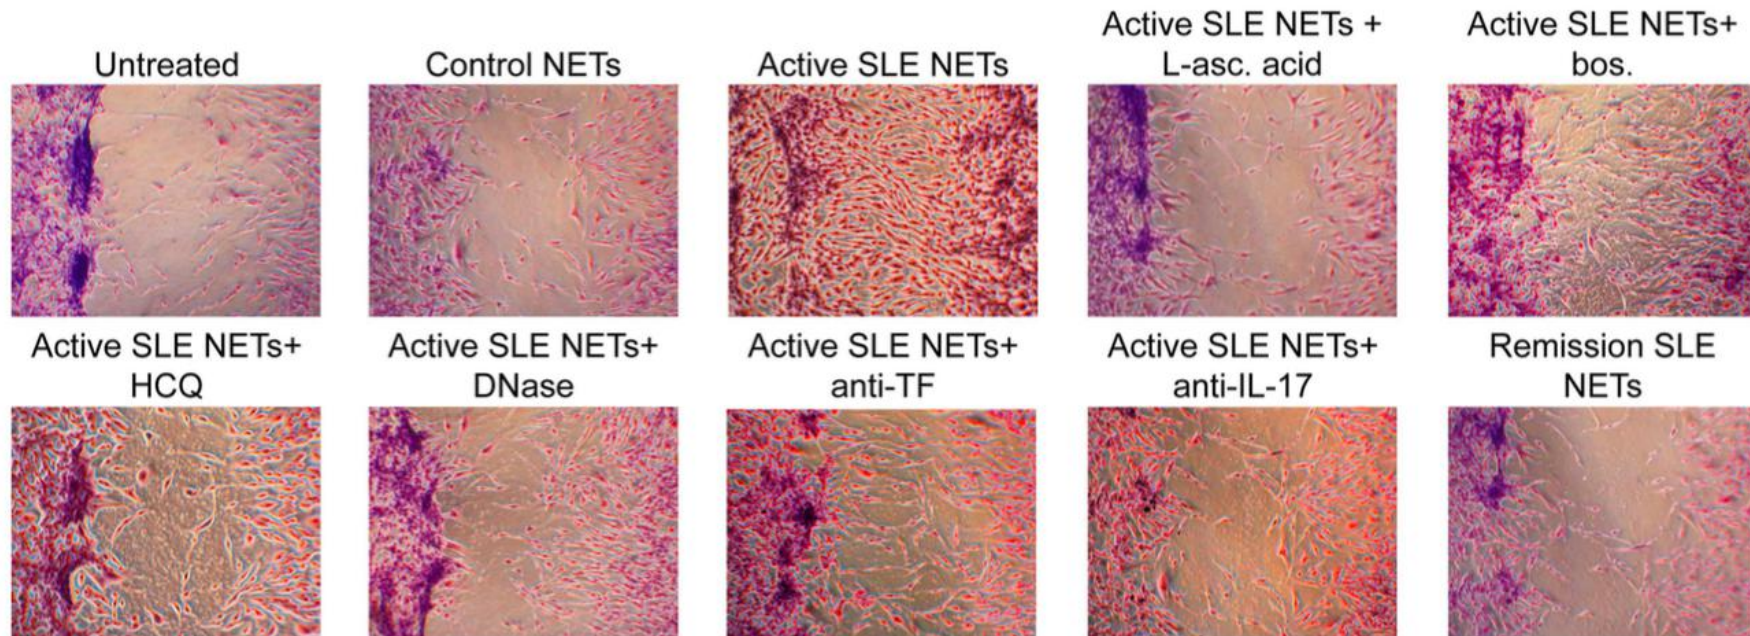 Untreated
Control NETs
Active SLE NETs
Active SLE NETs +
L-asc. acid
Active SLE NETs+
bos.
Active SLE NETs+
HCQ
Active SLE NETs+
DNase
Active SLE NETs+
anti-TF
Active SLE NETs+
anti-IL-17
Remission SLE
NETs